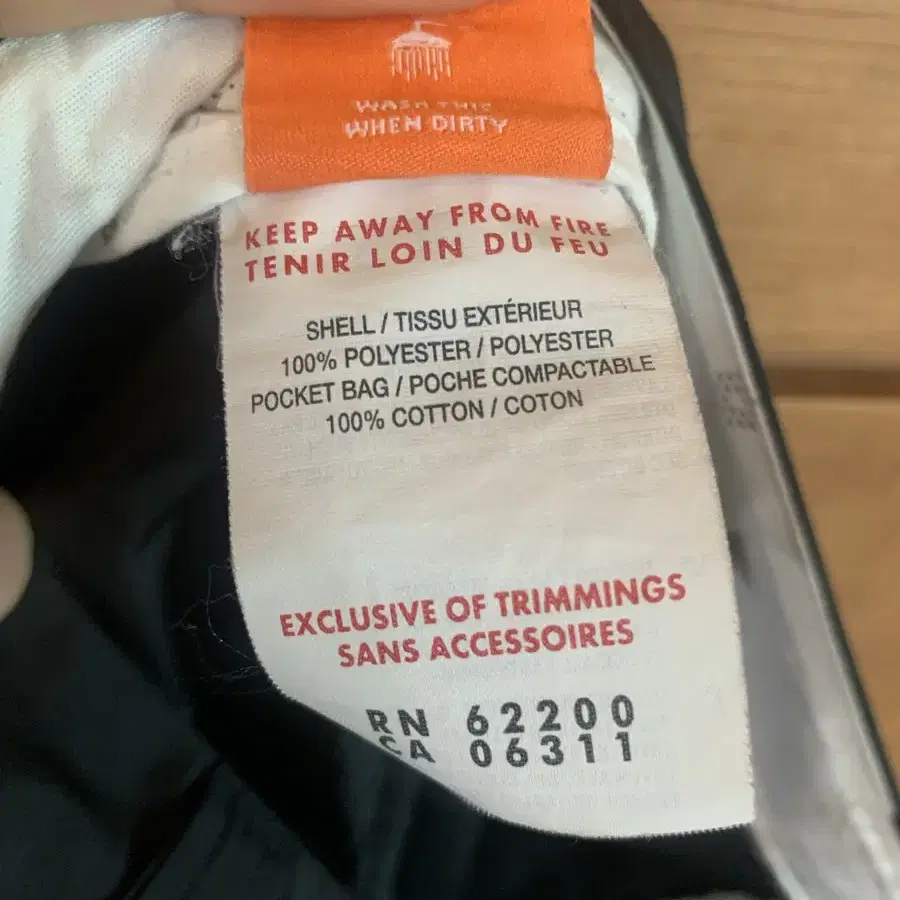 WASH THIS
WHEN DIRTY
KEEP AWAY FROM FIRE
TENIR LOIN DU FEU
SHELL / TISSU EXTÉRIEUR
100% POLYESTER / POLYESTER
POCKET BAG / POCHE COMPACTABLE
100% COTTON / COTON
EXCLUSIVE OF TRIMMINGS
SANS ACCESSOIRES
RN 62200
CA 06311